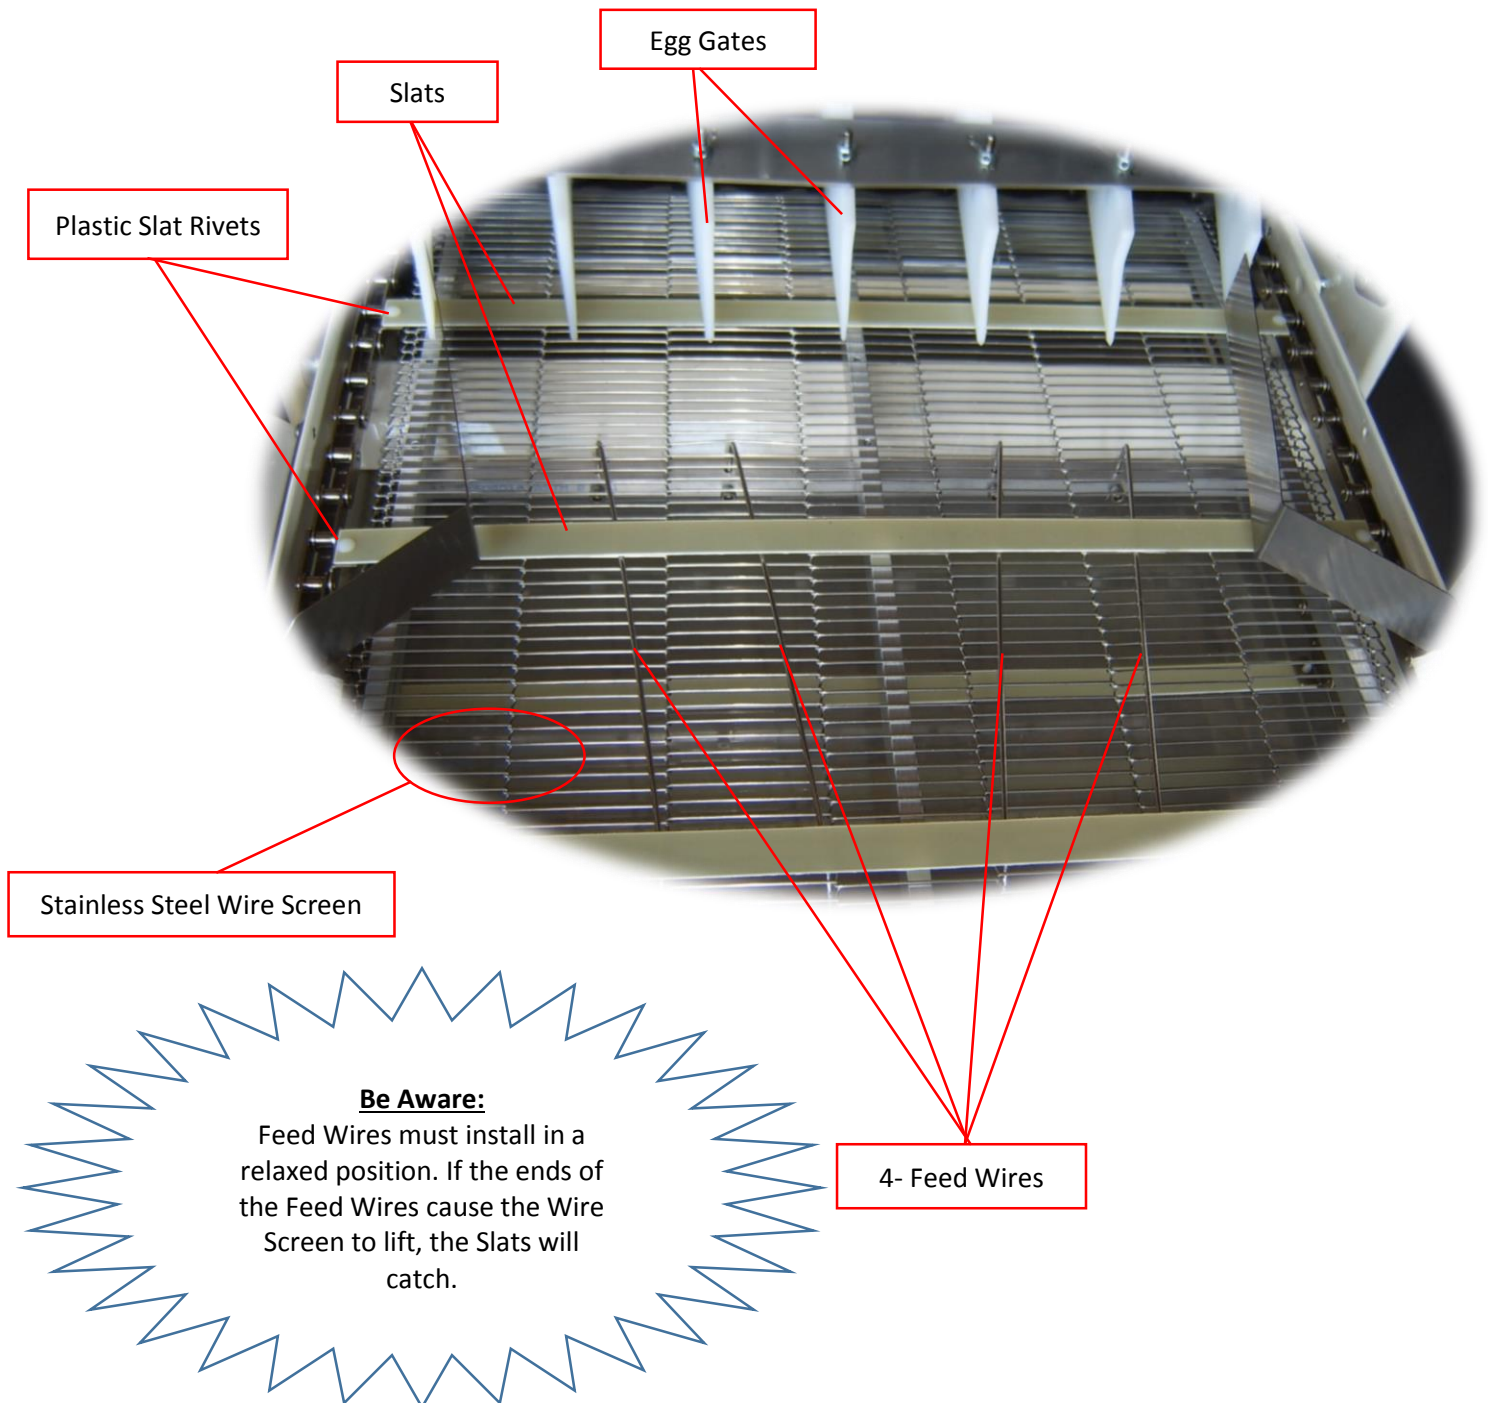 Egg Gates
Slats
Plastic Slat Rivets
Stainless Steel Wire Screen
Be Aware:
Feed Wires must install in a
relaxed position. If the ends of
the Feed Wires cause the Wire
Screen to lift, the Slats will
catch.
4- Feed Wires